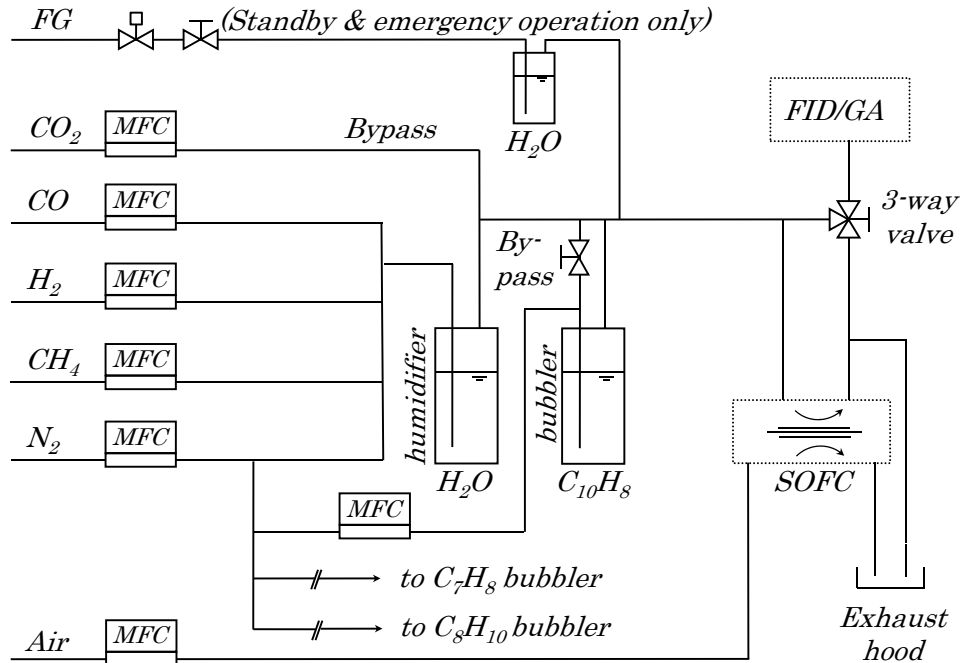 FG
(Standby & emergency operation only)
H₂O
FID/GA
CO₂
MFC
Bypass
CO
MFC
3-way
valve
By-
pass
H₂
MFC
CH₄
MFC
humidifier
bubbler
N₂
MFC
H₂O
C₁₀H₈
SOFC
MFC
to C₇H₈ bubbler
to C₈H₁₀ bubbler
Exhaust
hood
Air
MFC